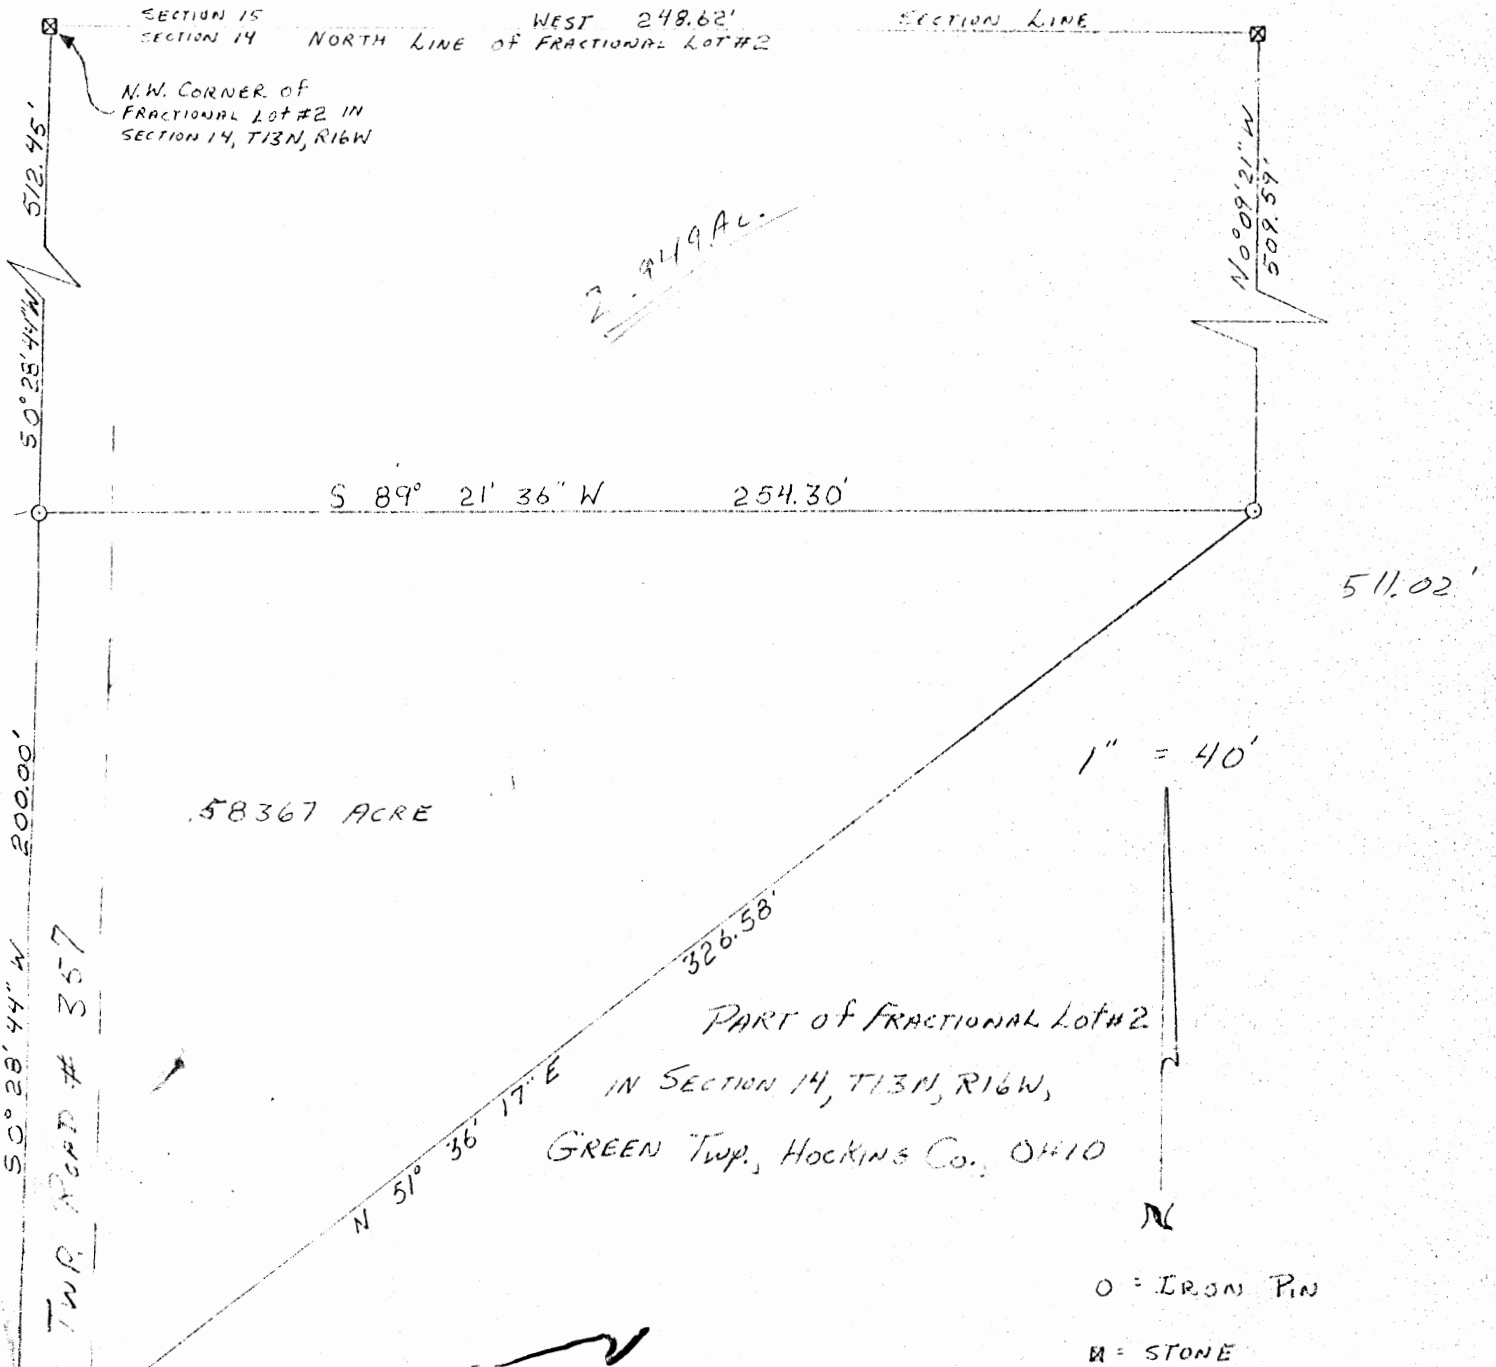 SECTION 15 WEST 248.62' SECTION LINE
SECTION 14 NORTH LINE of FRACTIONAL LOT #2
N.W. CORNER of
FRACTIONAL LOT #2 IN
SECTION 14, T13N, R16W
512.45'
S 0° 28' 44" W
N 0° 09' 21" W
509.59'
2.949 Ac.
S 89° 21' 36" W 254.30'
511.02'
1" = 40'
.58367 ACRE
S 0° 28' 44" W 200.00'
TWP. ROAD # 357
N 51° 36' 17" E 326.58'
PART of FRACTIONAL LOT #2
IN SECTION 14, T13N, R16W,
GREEN Twp., HOCKING Co., OHIO
N
O = IRON PIN
= STONE